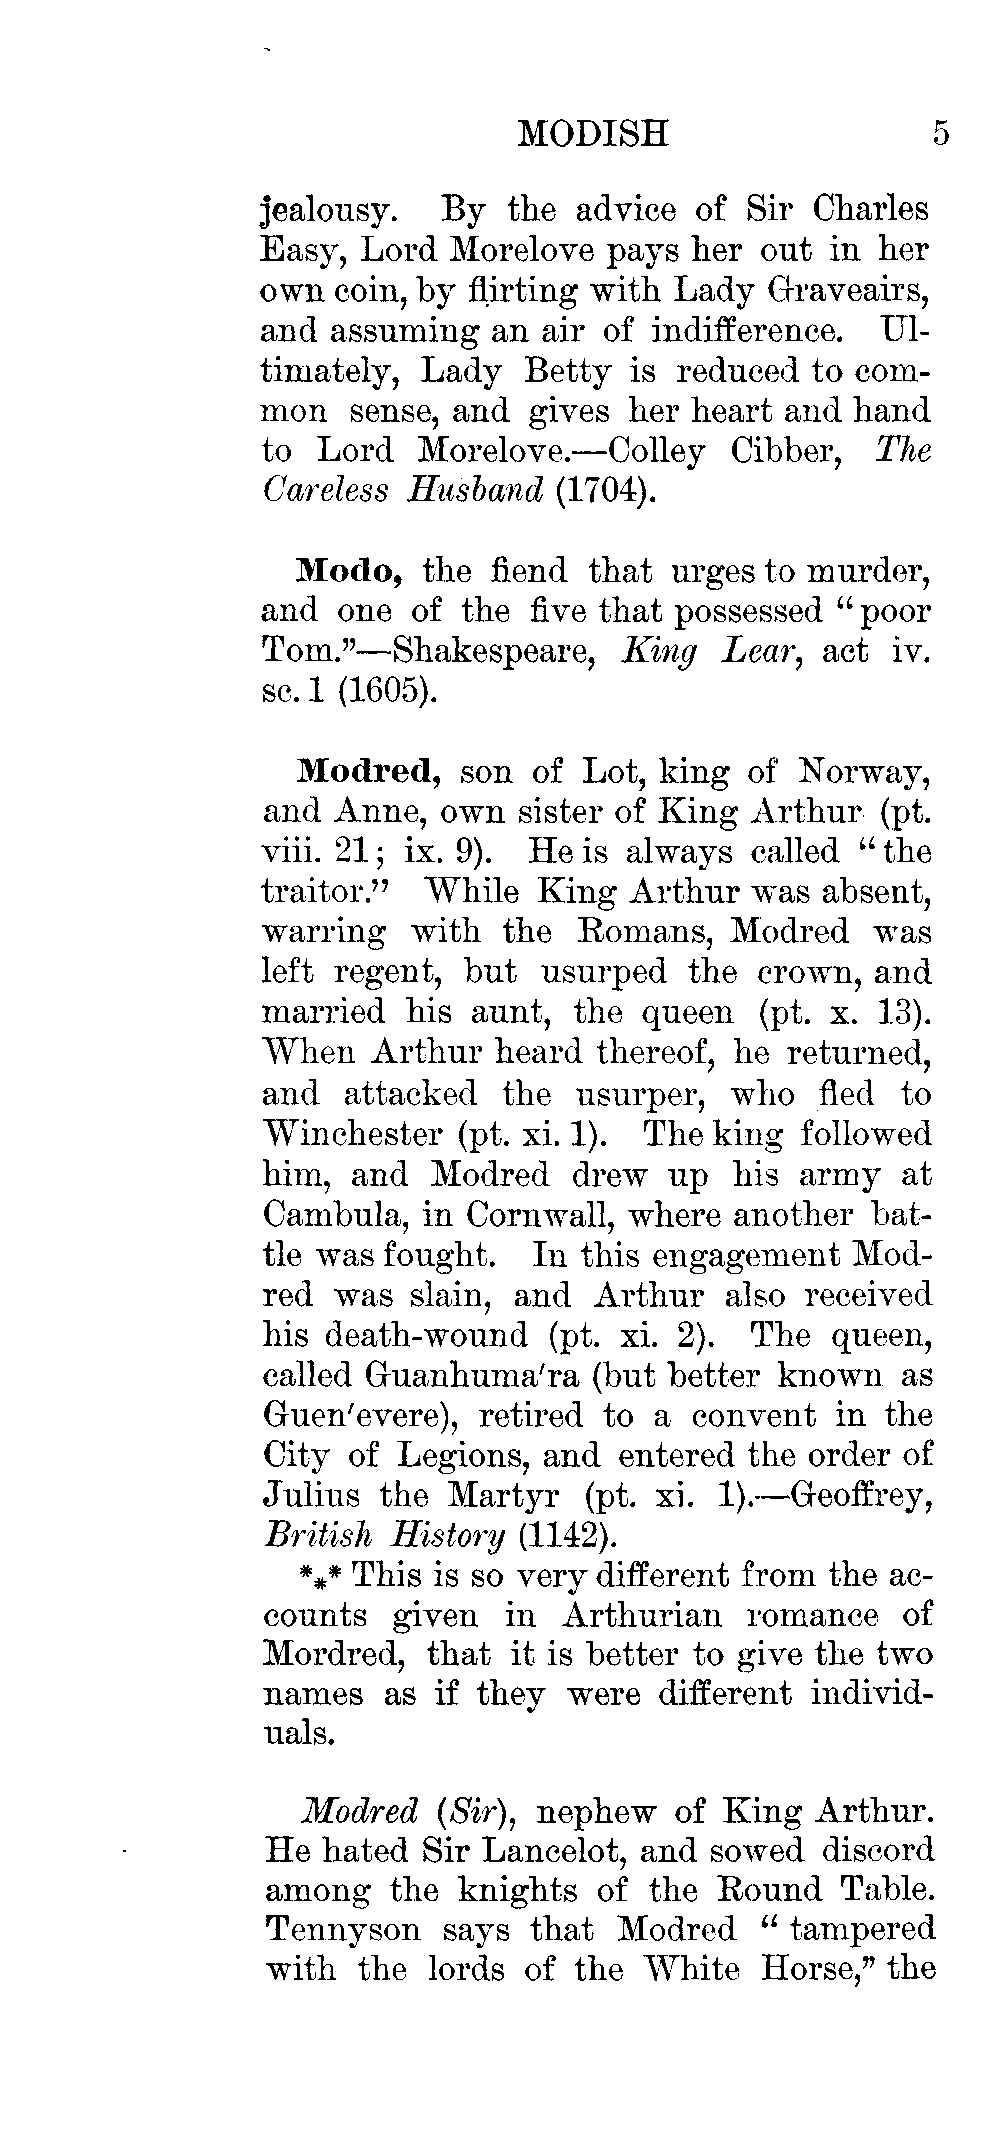 MODISH 5
jealousy. By the advice of Sir Charles
Easy, Lord Morelove pays her out in her
own coin, by flirting with Lady Graveairs,
and assuming an air of indifference. Ul-
timately, Lady Betty is reduced to com-
mon sense, and gives her heart and hand
to Lord Morelove.—Colley Cibber, The
Careless Husband (1704).
Modo, the fiend that urges to murder,
and one of the five that possessed “poor
Tom.”—Shakespeare, King Lear, act iv.
sc. 1 (1605).
Modred, son of Lot, king of Norway,
and Anne, own sister of King Arthur (pt.
viii. 21; ix. 9). He is always called “the
traitor.” While King Arthur was absent,
warring with the Romans, Modred was
left regent, but usurped the crown, and
married his aunt, the queen (pt. x. 13).
When Arthur heard thereof, he returned,
and attacked the usurper, who fled to
Winchester (pt. xi. 1). The king followed
him, and Modred drew up his army at
Cambula, in Cornwall, where another bat-
tle was fought. In this engagement Mod-
red was slain, and Arthur also received
his death-wound (pt. xi. 2). The queen,
called Guanhuma′ra (but better known as
Guen′evere), retired to a convent in the
City of Legions, and entered the order of
Julius the Martyr (pt. xi. 1).—Geoffrey,
British History (1142).
*⁎* This is so very different from the ac-
counts given in Arthurian romance of
Mordred, that it is better to give the two
names as if they were different individ-
uals.
Modred (Sir), nephew of King Arthur.
He hated Sir Lancelot, and sowed discord
among the knights of the Round Table.
Tennyson says that Modred “tampered
with the lords of the White Horse,” the